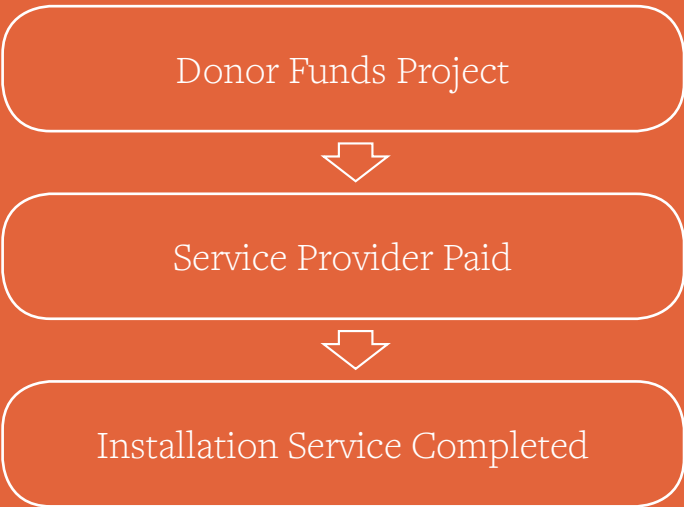 Donor Funds Project
Service Provider Paid
Installation Service Completed